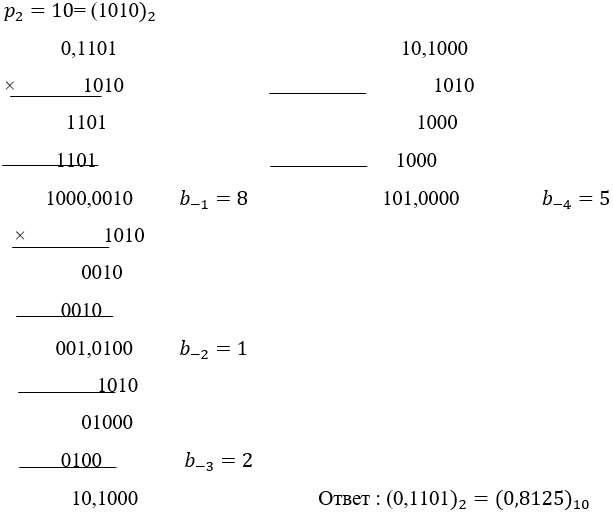 𝑝₂ = 10= (1010)₂
0,1101 10,1000
× 1010 1010
1101 1000
1101 1000
1000,0010 𝑏₋₁ = 8 101,0000 𝑏₋₄ = 5
× 1010
0010
0010
001,0100 𝑏₋₂ = 1
1010
01000
0100 𝑏₋₃ = 2
10,1000 Ответ : (0,1101)₂ = (0,8125)₁₀